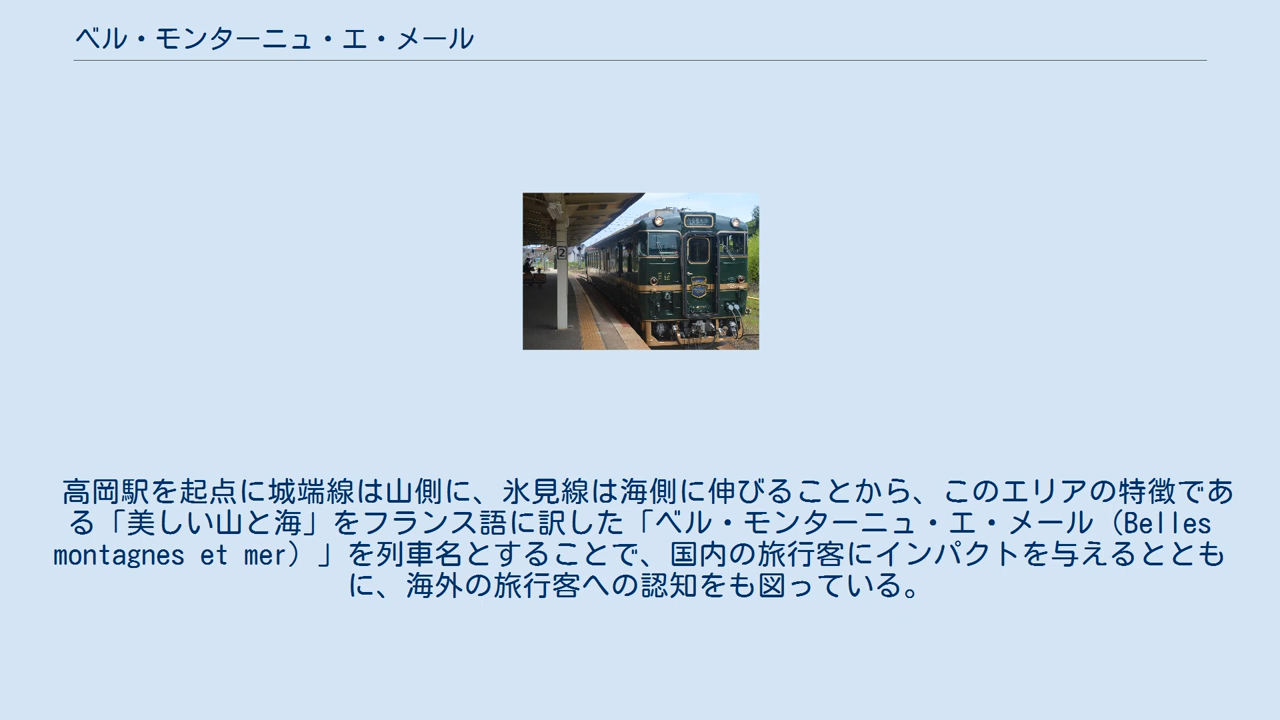 ベル・モンターニュ・エ・メール
2
高岡駅を起点に城端線は山側に、氷見線は海側に伸びることから、このエリアの特徴であ
る「美しい山と海」をフランス語に訳した「ベル・モンターニュ・エ・メール（Belles
montagnes et mer）」を列車名とすることで、国内の旅行客にインパクトを与えるととも
に、海外の旅行客への認知をも図っている。